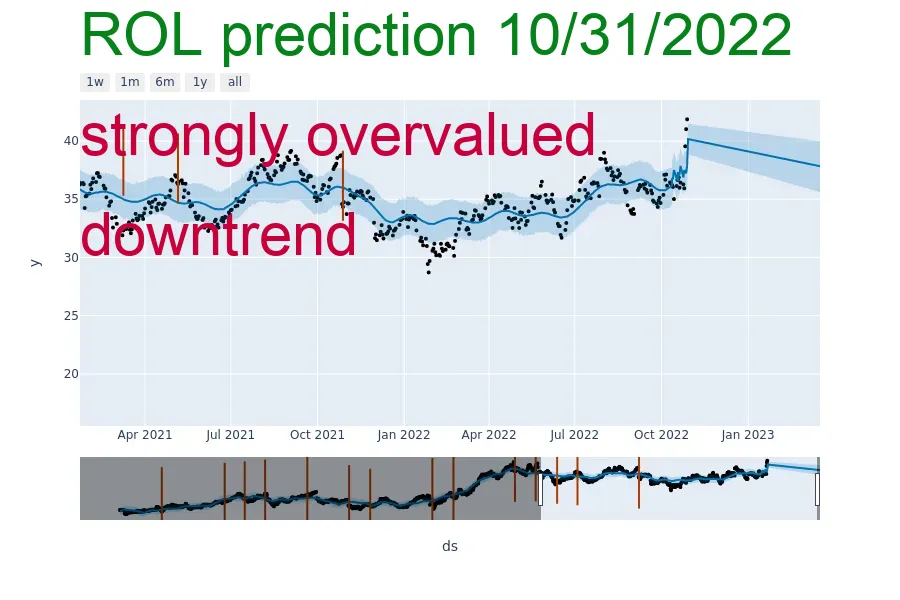 ROL prediction 10/31/2022
1w 1m 6m 1y all
strongly overvalued
downtrend
40
35
30
25
20
y
Apr 2021 Jul 2021 Oct 2021 Jan 2022 Apr 2022 Jul 2022 Oct 2022 Jan 2023
ds